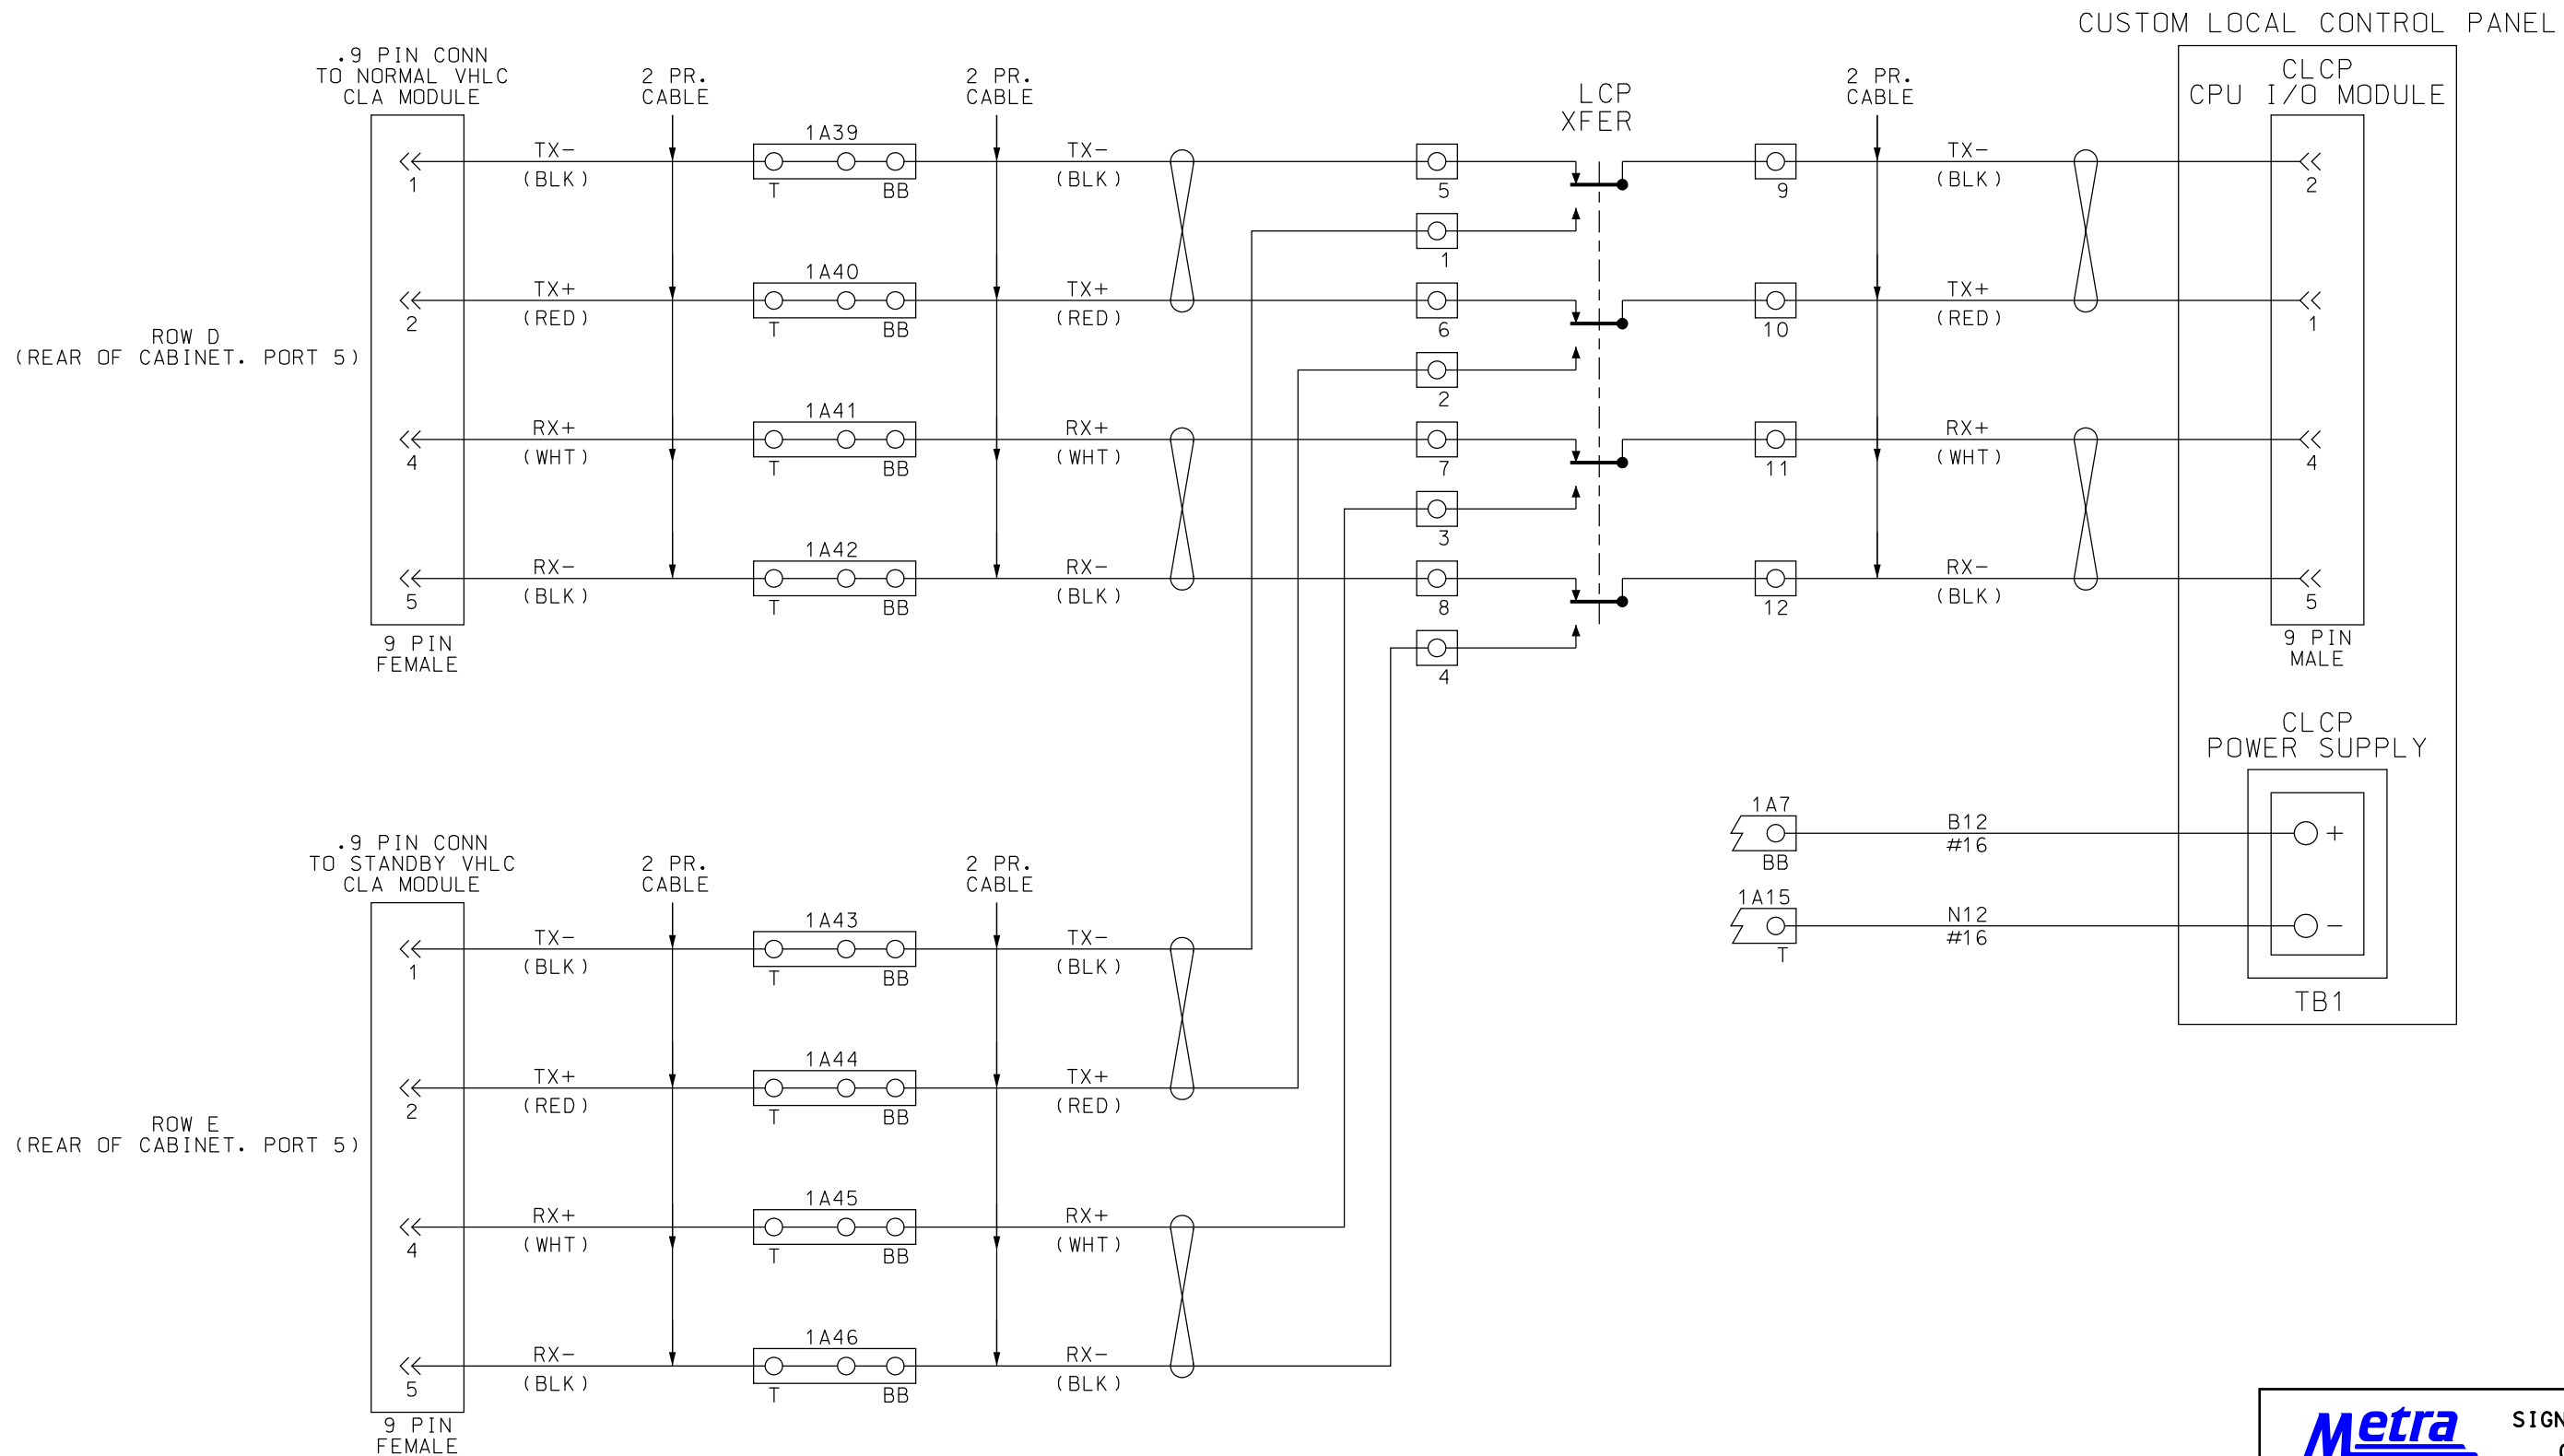 CUSTOM LOCAL CONTROL PANEL
.9 PIN CONN
TO NORMAL VHLC
CLA MODULE
2 PR.
CABLE
2 PR.
CABLE
LCP
XFER
2 PR.
CABLE
CLCP
CPU I/O MODULE
1A39
TX-
(BLK)
1
T
BB
TX-
(BLK)
5
9
TX-
(BLK)
2
1
1A40
TX+
(RED)
2
T
BB
TX+
(RED)
6
10
TX+
(RED)
1
ROW D
(REAR OF CABINET. PORT 5)
2
1A41
RX+
(WHT)
4
T
BB
RX+
(WHT)
7
11
RX+
(WHT)
4
3
1A42
RX-
(BLK)
5
T
BB
RX-
(BLK)
8
12
RX-
(BLK)
5
9 PIN
FEMALE
4
9 PIN
MALE
CLCP
POWER SUPPLY
1A7
BB
B12
#16
+
1A15
T
N12
#16
-
TB1
.9 PIN CONN
TO STANDBY VHLC
CLA MODULE
2 PR.
CABLE
2 PR.
CABLE
1A43
TX-
(BLK)
1
T
BB
TX-
(BLK)
1A44
TX+
(RED)
2
T
BB
TX+
(RED)
ROW E
(REAR OF CABINET. PORT 5)
1A45
RX+
(WHT)
4
T
BB
RX+
(WHT)
1A46
RX-
(BLK)
5
T
BB
RX-
(BLK)
9 PIN
FEMALE
Metra
SIGN